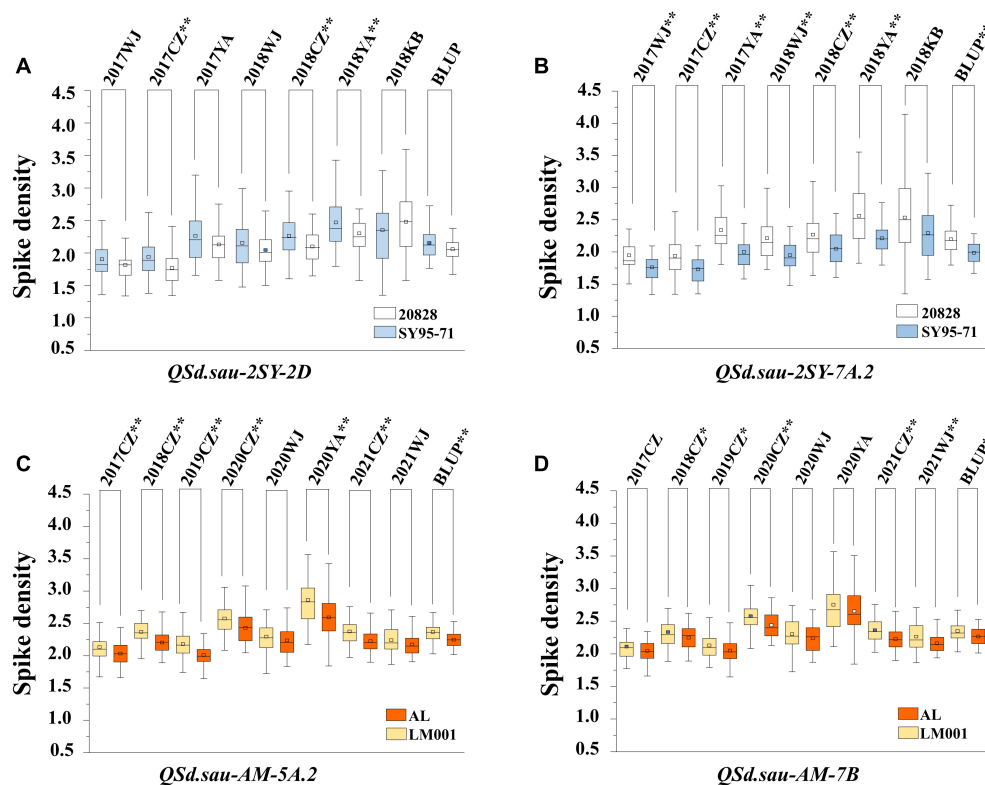 A
2017WJ
2017CZ**
2017YA
2018WJ
2018CZ**
2018YA**
2018KB
BLUP
Spike density
4.5
4.0
3.5
3.0
2.5
2.0
1.5
1.0
0.5
20828
SY95-71
QSd.sau-2SY-2D
B
2017WJ**
2017CZ**
2017YA**
2018WJ**
2018CZ**
2018YA**
2018KB
BLUP**
Spike density
4.5
4.0
3.5
3.0
2.5
2.0
1.5
1.0
0.5
20828
SY95-71
QSd.sau-2SY-7A.2
C
2017CZ**
2018CZ**
2019CZ**
2020CZ**
2020WJ
2020YA**
2021CZ**
2021WJ
BLUP**
Spike density
4.5
4.0
3.5
3.0
2.5
2.0
1.5
1.0
0.5
AL
LM001
QSd.sau-AM-5A.2
D
2017CZ
2018CZ*
2019CZ*
2020CZ**
2020WJ
2020YA
2021CZ**
2021WJ**
BLUP*
Spike density
4.5
4.0
3.5
3.0
2.5
2.0
1.5
1.0
0.5
AL
LM001
QSd.sau-AM-7B